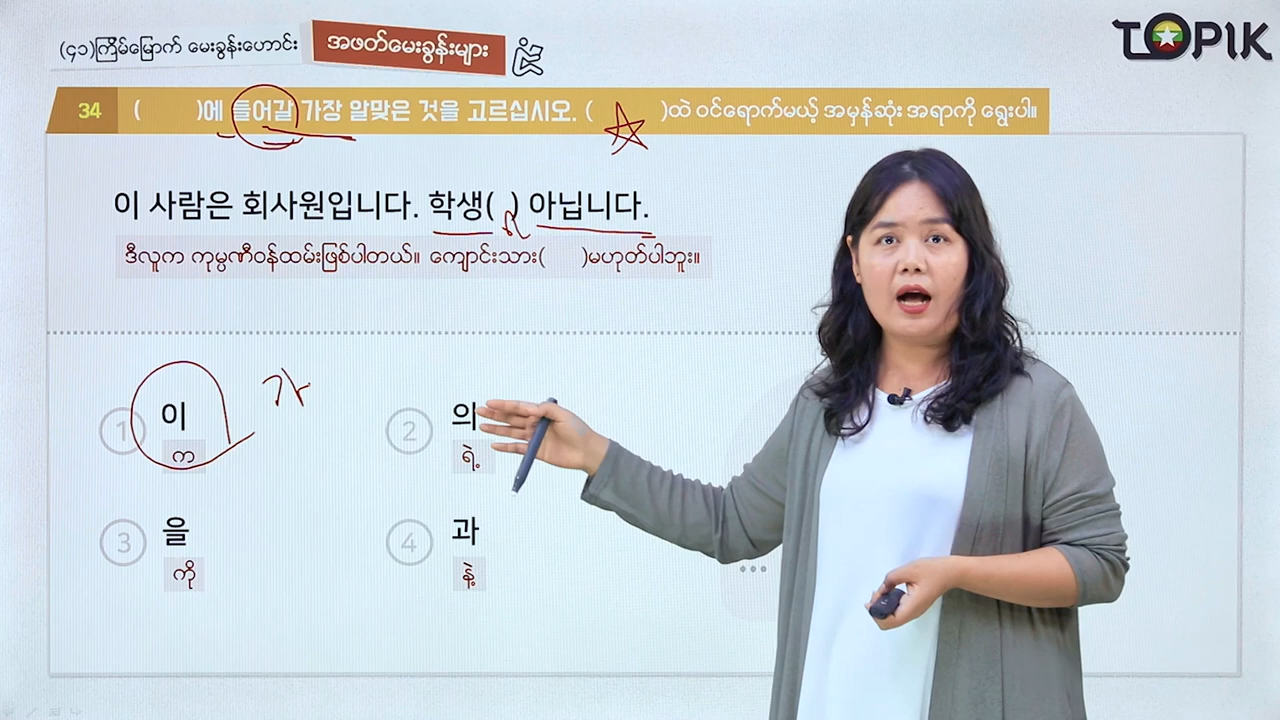 (၄၁)ကြိမ်မြောက် မေးခွန်းဟောင်း အဖတ်မေးခွန်းများ
TOPIK
34 ( )에 들어갈 가장 알맞은 것을 고르십시오. ( )ထဲ ဝင်ရောက်မယ့် အမှန်ဆုံး အရာကို ရွေးပါ။
이 사람은 회사원입니다. 학생( ) 아닙니다.
ဒီလူက ကုမ္ပဏီဝန်ထမ်းဖြစ်ပါတယ်။ ကျောင်းသား( )မဟုတ်ပါဘူး။
1 이 가
က
2 의
ရဲ့
3 을
ကို
4 과
နဲ့